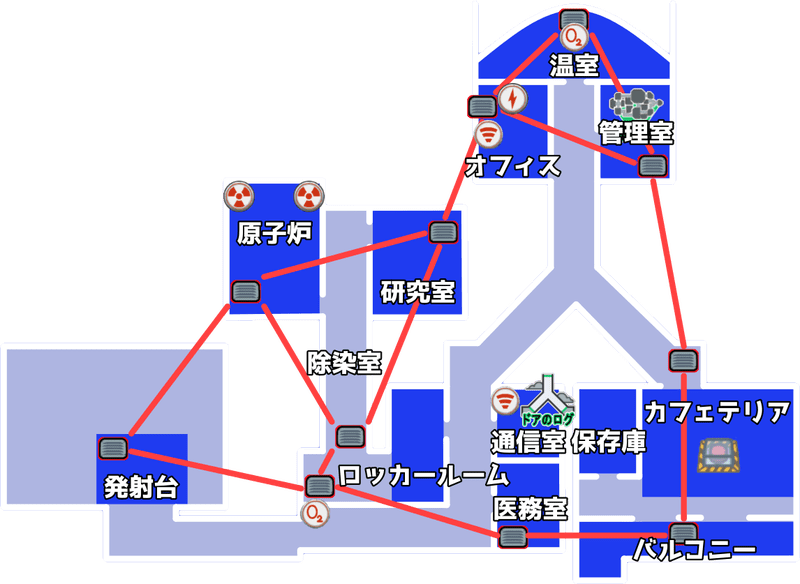 O₂
温室
管理室
オフィス
原子炉
研究室
除染室
カフェテリア
ドアのログ
通信室
保存庫
ロッカールーム
発射台
医務室
O₂
バルコニー